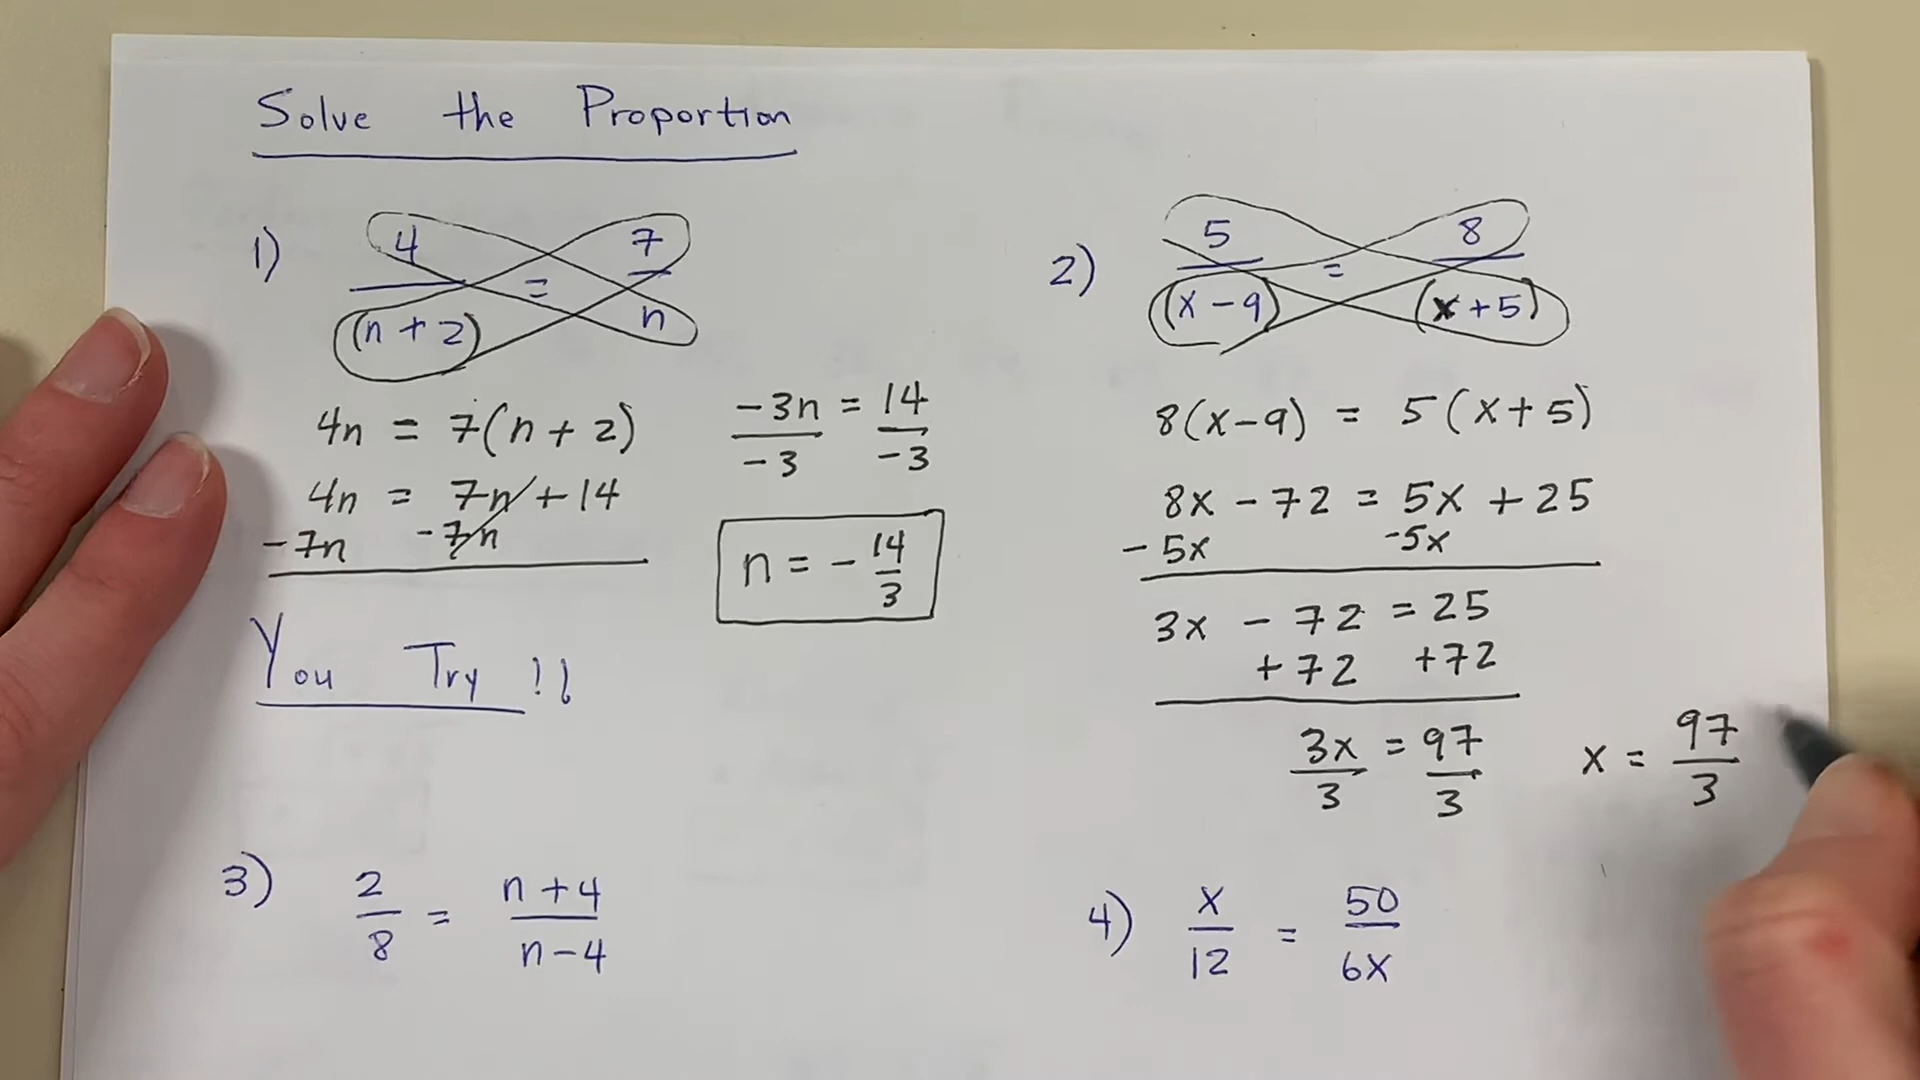 Solve the Proportion
1) 4/(n + 2) = 7/n
4n = 7(n + 2)
4n = 7n + 14
-7n -7n
-3n/-3 = 14/-3
n = - 14/3
2) 5/(x - 9) = 8/(x + 5)
8(x - 9) = 5(x + 5)
8x - 72 = 5x + 25
- 5x -5x
3x - 72 = 25
+ 72 +72
3x/3 = 97/3
x = 97/3
You Try !!
3) 2/8 = n + 4/n - 4
4) x/12 = 50/6x